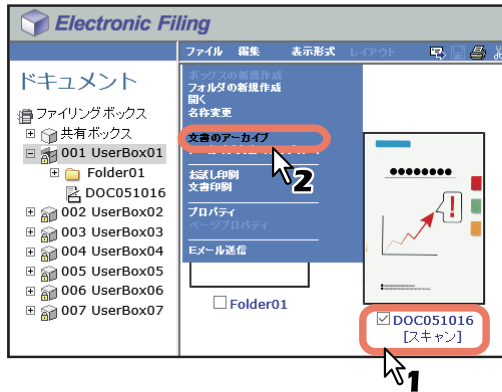 Electronic Filing
ファイル 編集 表示形式 レイアウト
ドキュメント
ファイリングボックス
共有ボックス
001 UserBox01
Folder01
DOC051016
002 UserBox02
003 UserBox03
004 UserBox04
005 UserBox05
006 UserBox06
007 UserBox07
ボックスの新規作成
フォルダの新規作成
開く
名称変更
文書のアーカイブ
お試し印刷
文書印刷
プロパティ
ページプロパティ
Eメール送信
2
Folder01
!
DOC051016
[スキャン]
1